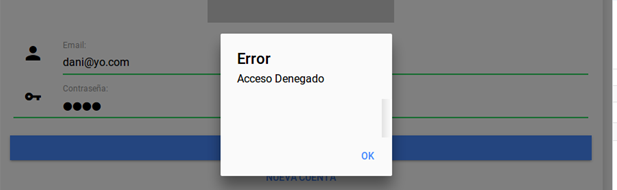 Email:
dani@yo.com
Contraseña:
Error
Acceso Denegado
OK
NUEVA CUENTA